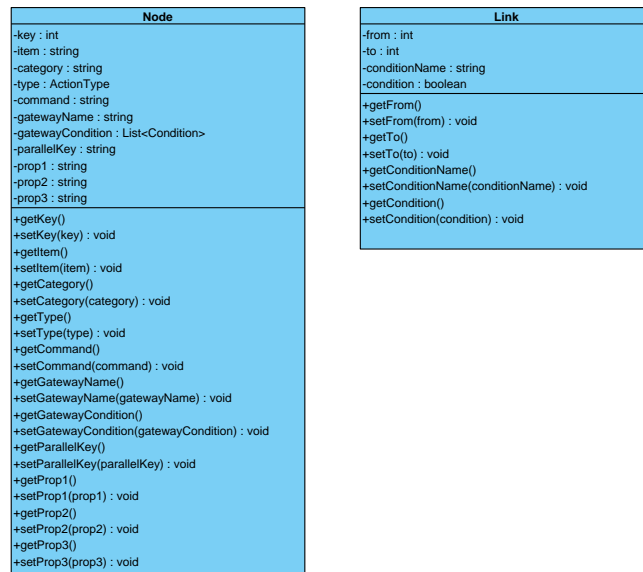 Node
-key : int
-item : string
-category : string
-type : ActionType
-command : string
-gatewayName : string
-gatewayCondition : List<Condition>
-parallelKey : string
-prop1 : string
-prop2 : string
-prop3 : string
+getKey()
+setKey(key) : void
+getItem()
+setItem(item) : void
+getCategory()
+setCategory(category) : void
+getType()
+setType(type) : void
+getCommand()
+setCommand(command) : void
+getGatewayName()
+setGatewayName(gatewayName) : void
+getGatewayCondition()
+setGatewayCondition(gatewayCondition) : void
+getParallelKey()
+setParallelKey(parallelKey) : void
+getProp1()
+setProp1(prop1) : void
+getProp2()
+setProp2(prop2) : void
+getProp3()
+setProp3(prop3) : void
Link
-from : int
-to : int
-conditionName : string
-condition : boolean
+getFrom()
+setFrom(from) : void
+getTo()
+setTo(to) : void
+getConditionName()
+setConditionName(conditionName) : void
+getCondition()
+setCondition(condition) : void